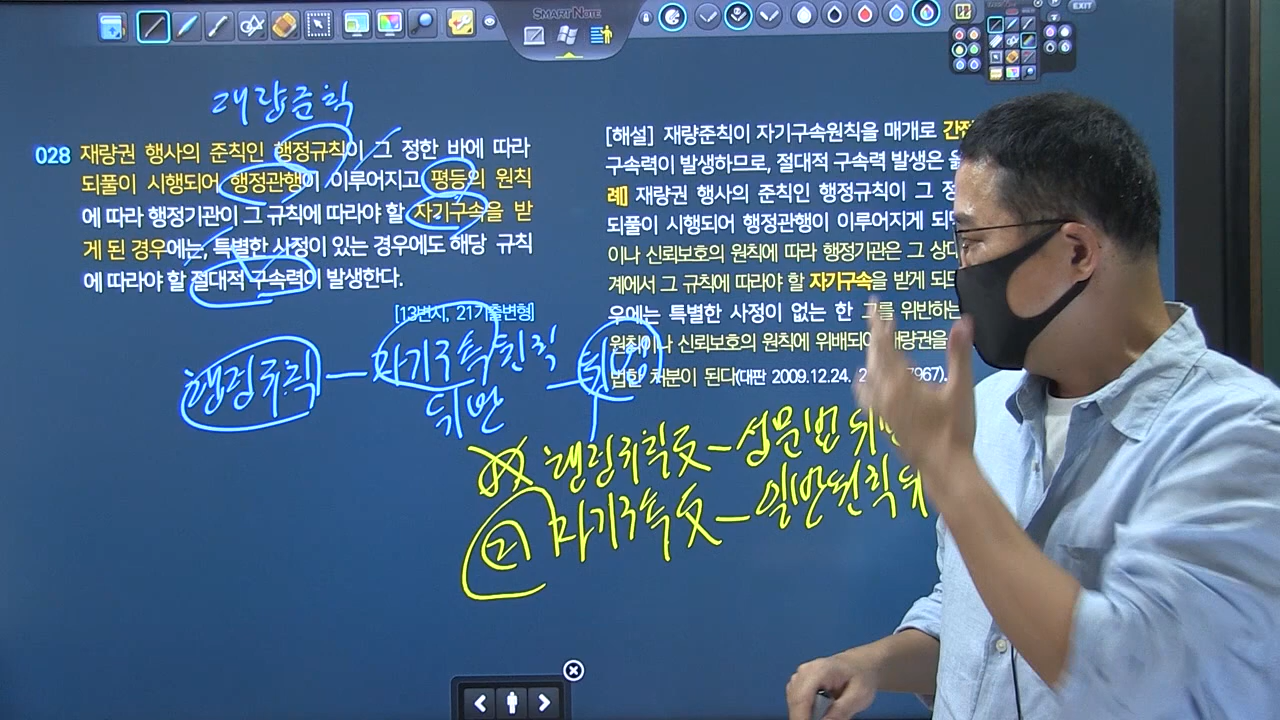 SMARTNOTE
EXIT
재량준칙
028 재량권 행사의 준칙인 행정규칙이 그 정한 바에 따라
되풀이 시행되어 행정관행이 이루어지고 평등의 원칙
에 따라 행정기관이 그 규칙에 따라야 할 자기구속을 받
게 된 경우에는, 특별한 사정이 있는 경우에도 해당 규칙
에 따라야 할 절대적 구속력이 발생한다.
[13번시, 21기출변형]
행정규칙 — 자기구속원칙 —
위반
[해설] 재량준칙이 자기구속원칙을 매개로 간접
구속력이 발생하므로, 절대적 구속력 발생은
재량권 행사의 준칙인 행정규칙이 그 정
되풀이 시행되어 행정관행이 이루어지게 되
이나 신뢰보호의 원칙에 따라 행정기관은 그 상대
계에서 그 규칙에 따라야 할 자기구속을 받게 되
우에는 특별한 사정이 없는 한 그를 위반하는
원칙이나 신뢰보호의 원칙에 위배되어 재량권을
법한 처분이 된다(대판 2009.12.24. 7967).
행정규칙 反 — 성문법 위반
자기구속 反 — 일반원칙 위